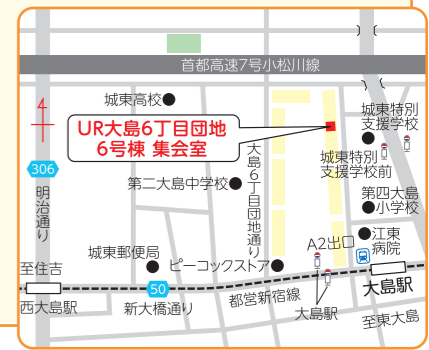 首都高速7号小松川線
城東高校
UR大島6丁目団地
6号棟 集会室
城東特別
支援学校
城東特別
支援学校前
306
明治通り
第二大島中学校
大島6丁目団地通り
第四大島
小学校
城東郵便局
ピーコックストア
A2出口
江東
病院
至住吉
西大島駅
50
新大橋通り
都営新宿線
大島駅
大島駅
至東大島